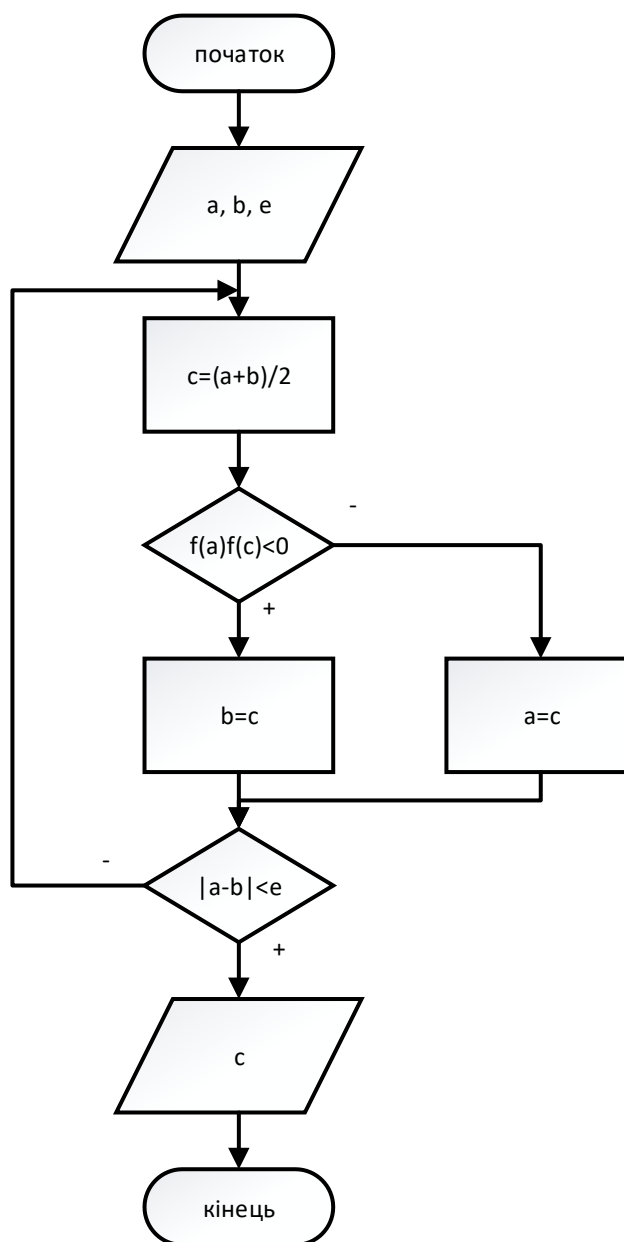 початок
a, b, e
c=(a+b)/2
-
f(a)f(c)<0
+
b=c
a=c
-
|a-b|<e
+
c
кінець